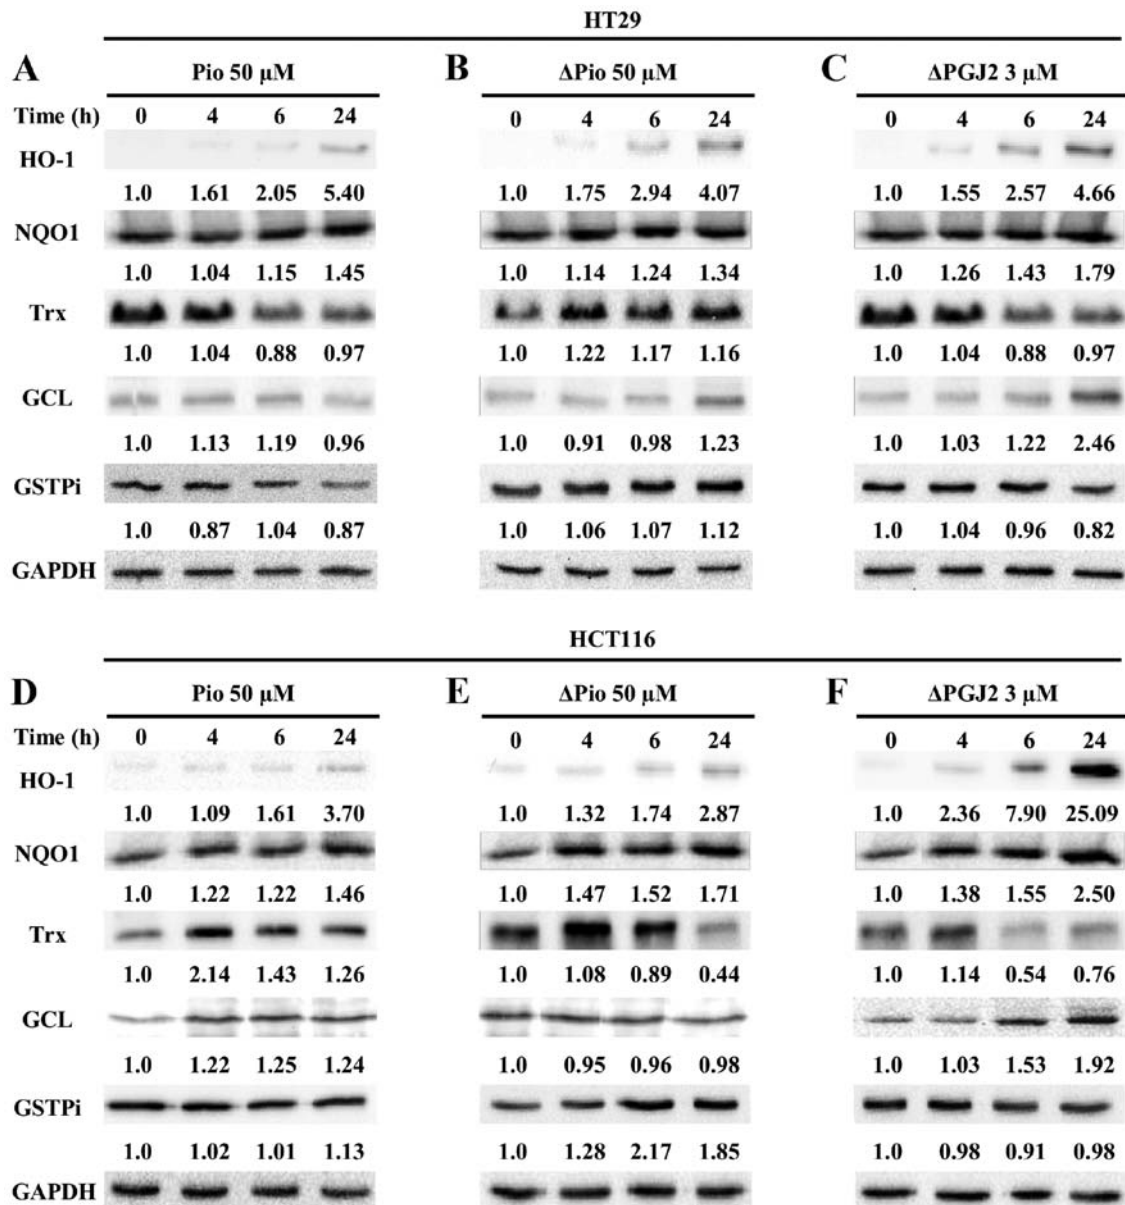 HT29
A Pio 50 μM B ΔPio 50 μM C ΔPGJ2 3 μM
Time (h) 0 4 6 24 0 4 6 24 0 4 6 24
HO-1
1.0 1.61 2.05 5.40 1.0 1.75 2.94 4.07 1.0 1.55 2.57 4.66
NQO1
1.0 1.04 1.15 1.45 1.0 1.14 1.24 1.34 1.0 1.26 1.43 1.79
Trx
1.0 1.04 0.88 0.97 1.0 1.22 1.17 1.16 1.0 1.04 0.88 0.97
GCL
1.0 1.13 1.19 0.96 1.0 0.91 0.98 1.23 1.0 1.03 1.22 2.46
GSTPi
1.0 0.87 1.04 0.87 1.0 1.06 1.07 1.12 1.0 1.04 0.96 0.82
GAPDH
HCT116
D Pio 50 μM E ΔPio 50 μM F ΔPGJ2 3 μM
Time (h) 0 4 6 24 0 4 6 24 0 4 6 24
HO-1
1.0 1.09 1.61 3.70 1.0 1.32 1.74 2.87 1.0 2.36 7.90 25.09
NQO1
1.0 1.22 1.22 1.46 1.0 1.47 1.52 1.71 1.0 1.38 1.55 2.50
Trx
1.0 2.14 1.43 1.26 1.0 1.08 0.89 0.44 1.0 1.14 0.54 0.76
GCL
1.0 1.22 1.25 1.24 1.0 0.95 0.96 0.98 1.0 1.03 1.53 1.92
GSTPi
1.0 1.02 1.01 1.13 1.0 1.28 2.17 1.85 1.0 0.98 0.91 0.98
GAPDH